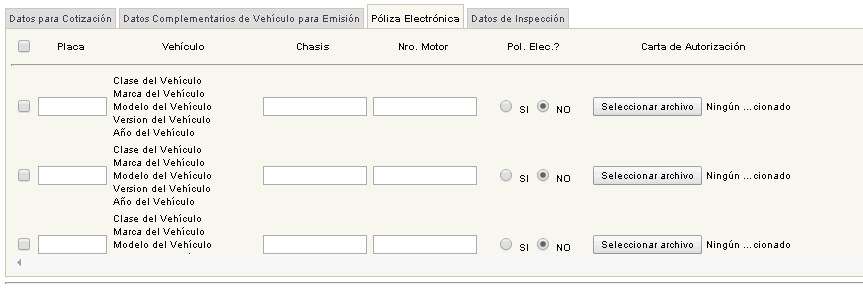 Datos para Cotización Datos Complementarios de Vehículo para Emisión Póliza Electrónica Datos de Inspección
Placa Vehículo Chasis Nro. Motor Pol. Elec.? Carta de Autorización
Clase del Vehículo
Marca del Vehículo
Modelo del Vehículo SI NO Seleccionar archivo Ningún ...cionado
Version del Vehículo
Año del Vehículo
Clase del Vehículo
Marca del Vehículo
Modelo del Vehículo SI NO Seleccionar archivo Ningún ...cionado
Version del Vehículo
Año del Vehículo
Clase del Vehículo
Marca del Vehículo
Modelo del Vehículo SI NO Seleccionar archivo Ningún ...cionado